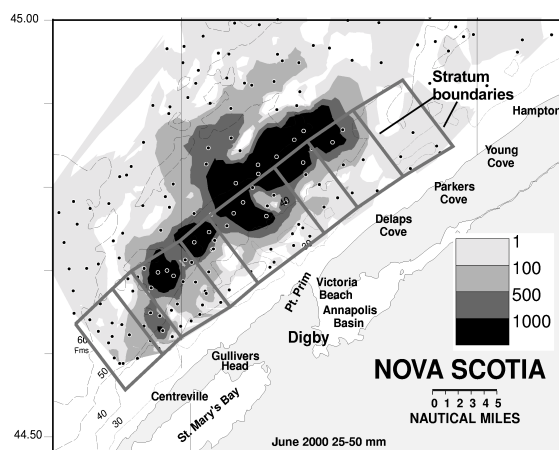 45.00
Stratum
boundaries
Hampton
Young
Cove
Parkers
Cove
Delaps
Cove
1
100
500
1000
Pt. Prim
Victoria
Beach
Annapolis
Basin
Digby
60
Fms
50
40
30
40
Gullivers
Head
Centreville
St. Mary's Bay
NOVA SCOTIA
0 1 2 3 4 5
NAUTICAL MILES
44.50
June 2000 25-50 mm